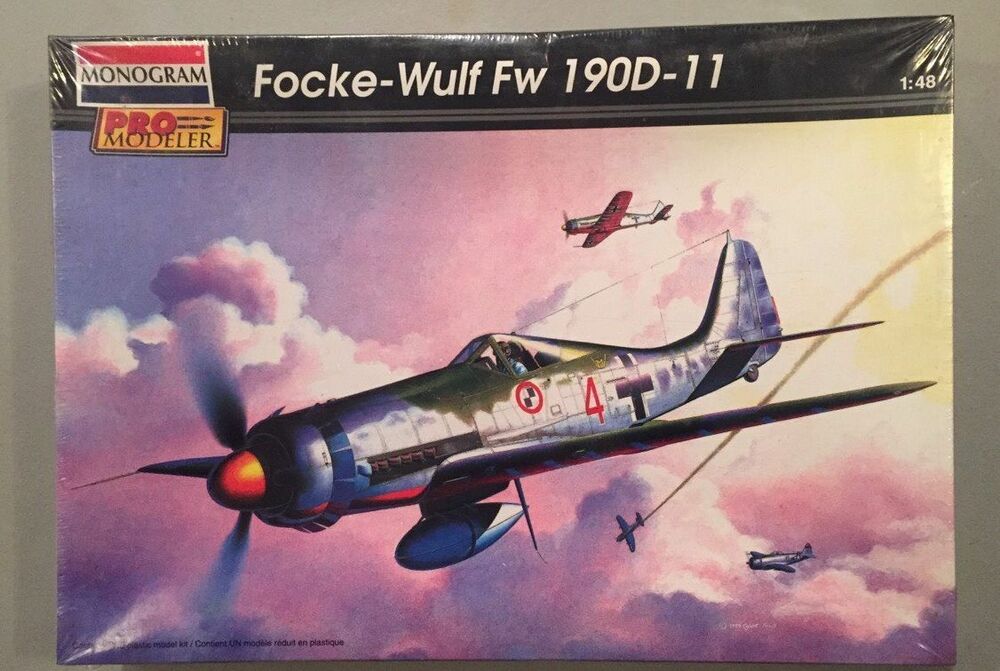 MONOGRAM
Focke-Wulf Fw 190D-11
1:48
PRO
MODELER
4
plastic model kit / Contient UN modèle réduit en plastique